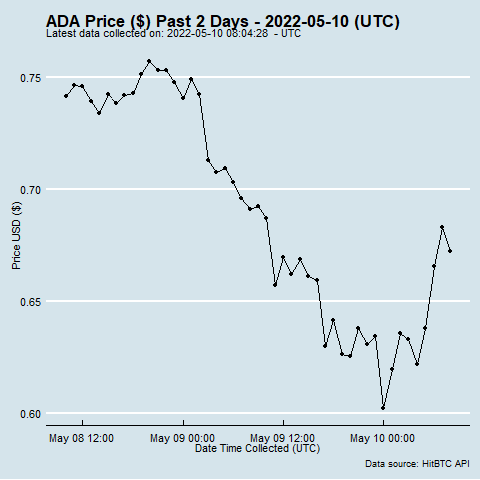 ADA Price ($) Past 2 Days - 2022-05-10 (UTC)
Latest data collected on: 2022-05-10 08:04:28 - UTC
0.75
0.70
0.65
0.60
Price USD ($)
May 08 12:00
May 09 00:00
May 09 12:00
May 10 00:00
Date Time Collected (UTC)
Data source: HitBTC API